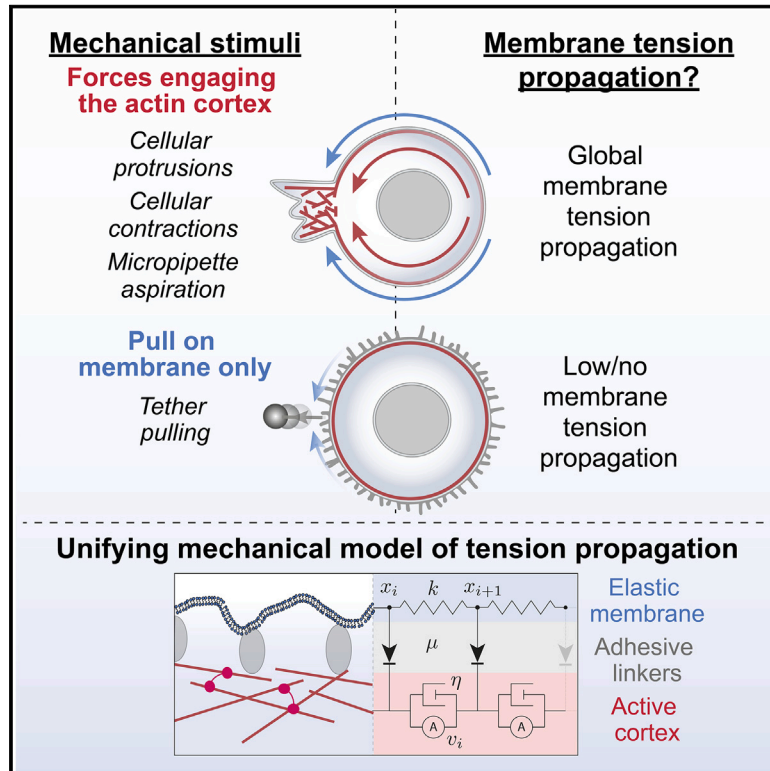 Mechanical stimuli
Forces engaging
the actin cortex
Cellular
protrusions
Cellular
contractions
Micropipette
aspiration
Membrane tension
propagation?
Global
membrane
tension
propagation
Pull on
membrane only
Tether
pulling
Low/no
membrane
tension
propagation
Unifying mechanical model of tension propagation
x_i k x_{i+1}
μ
η
A A
v_i
Elastic
membrane
Adhesive
linkers
Active
cortex